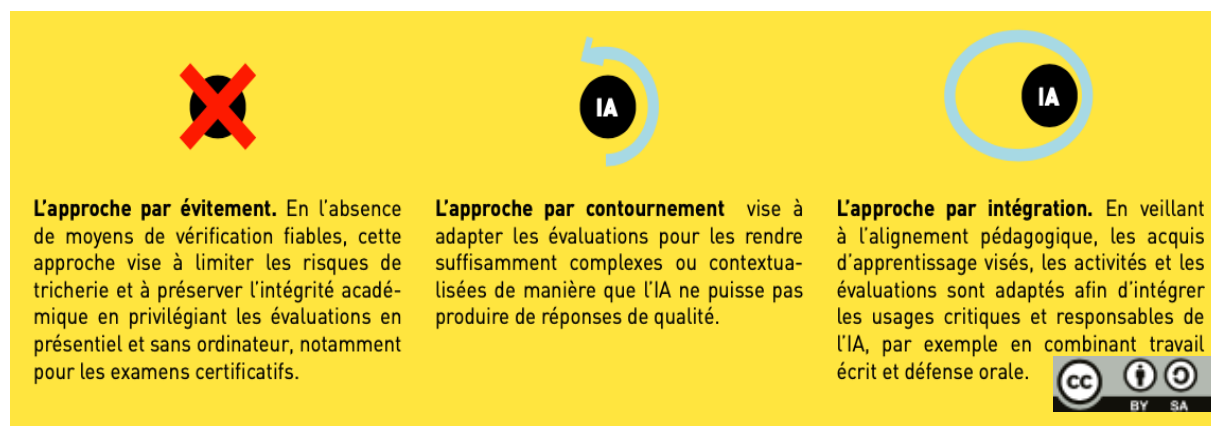 IA
IA
L'approche par évitement. En l'absence
de moyens de vérification fiables, cette
approche vise à limiter les risques de
tricherie et à préserver l'intégrité acadé-
mique en privilégiant les évaluations en
présentiel et sans ordinateur, notamment
pour les examens certificatifs.
L'approche par contournement vise à
adapter les évaluations pour les rendre
suffisamment complexes ou contextua-
lisées de manière que l'IA ne puisse pas
produire de réponses de qualité.
L'approche par intégration. En veillant
à l'alignement pédagogique, les acquis
d'apprentissage visés, les activités et les
évaluations sont adaptés afin d'intégrer
les usages critiques et responsables de
l'IA, par exemple en combinant travail
écrit et défense orale.
cc
BY SA